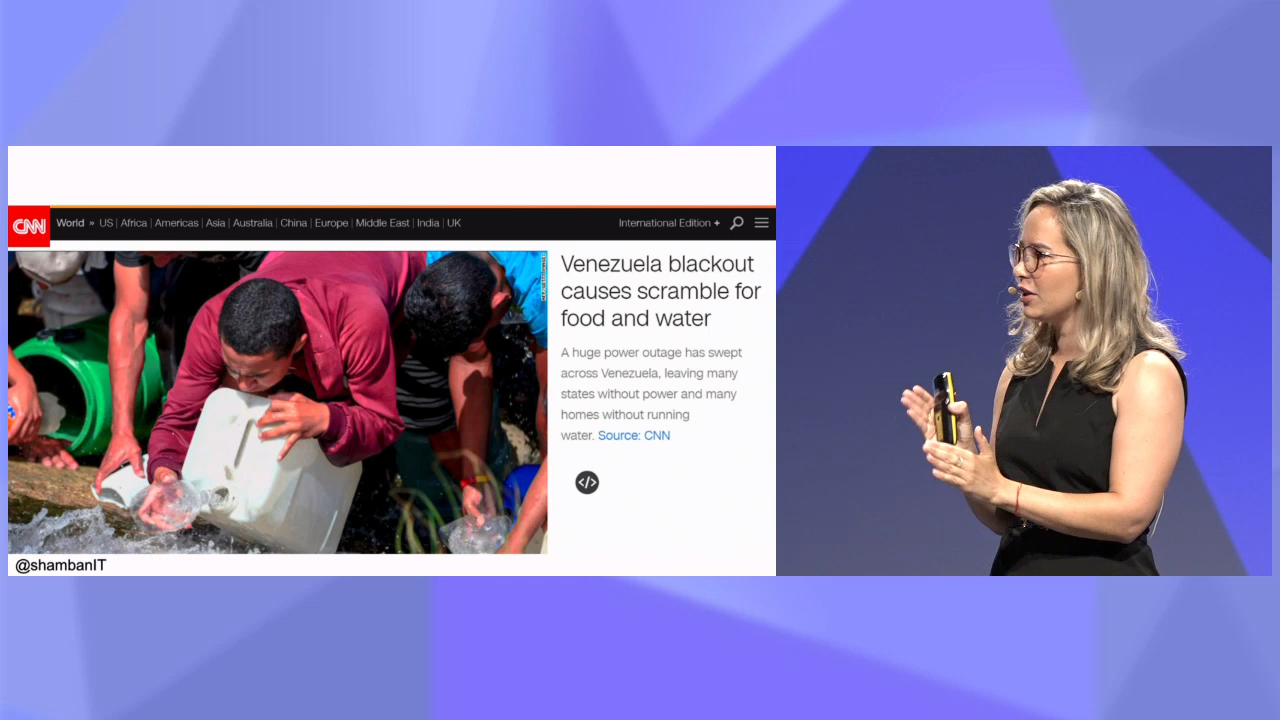 CNN World » US | Africa | Americas | Asia | Australia | China | Europe | Middle East | India | UK International Edition +
Venezuela blackout
causes scramble for
food and water
A huge power outage has swept
across Venezuela, leaving many
states without power and many
homes without running
water. Source: CNN
</>
@shambanIT